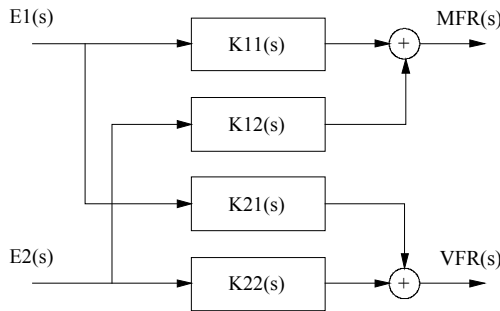 E1(s)
MFR(s)
K11(s)
+
K12(s)
K21(s)
E2(s)
VFR(s)
K22(s)
+